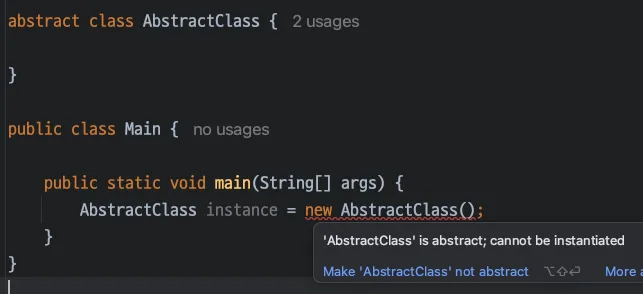 abstract class AbstractClass { 2 usages
}
public class Main { no usages
public static void main(String[] args) {
AbstractClass instance = new AbstractClass();
}
}
'AbstractClass' is abstract; cannot be instantiated
Make 'AbstractClass' not abstract ⌥⇧⏎ More